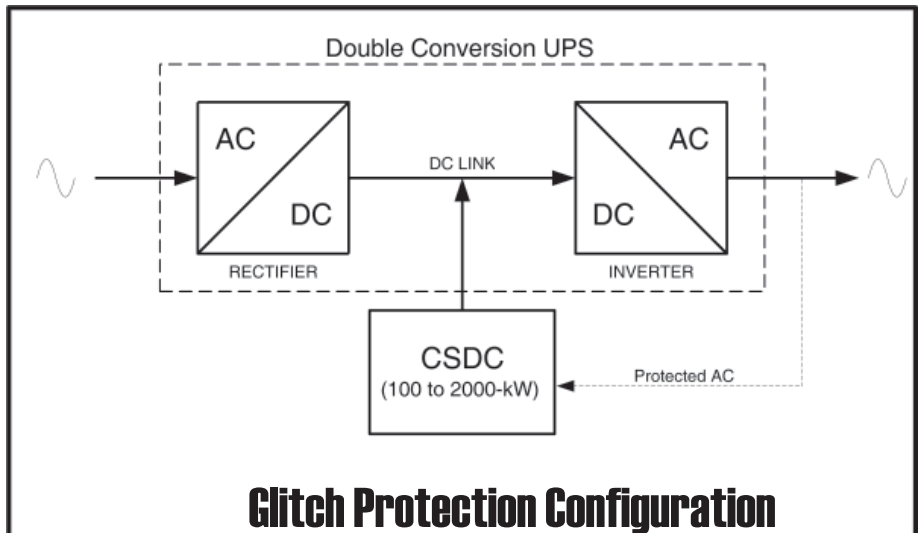 Double Conversion UPS
AC
DC
RECTIFIER
DC LINK
AC
DC
INVERTER
CSDC
(100 to 2000-kW)
Protected AC
Glitch Protection Configuration